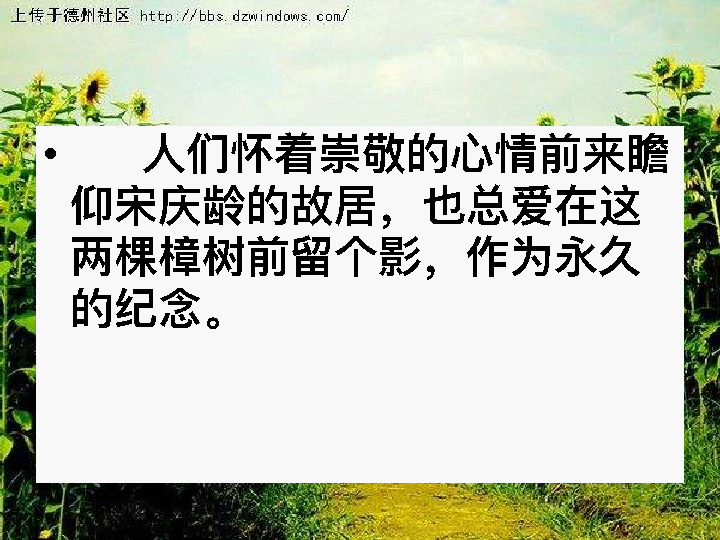 上传于德州社区 http://bbs.dzwindows.com/
• 人们怀着崇敬的心情前来瞻
仰宋庆龄的故居，也总爱在这
两棵樟树前留个影，作为永久
的纪念。